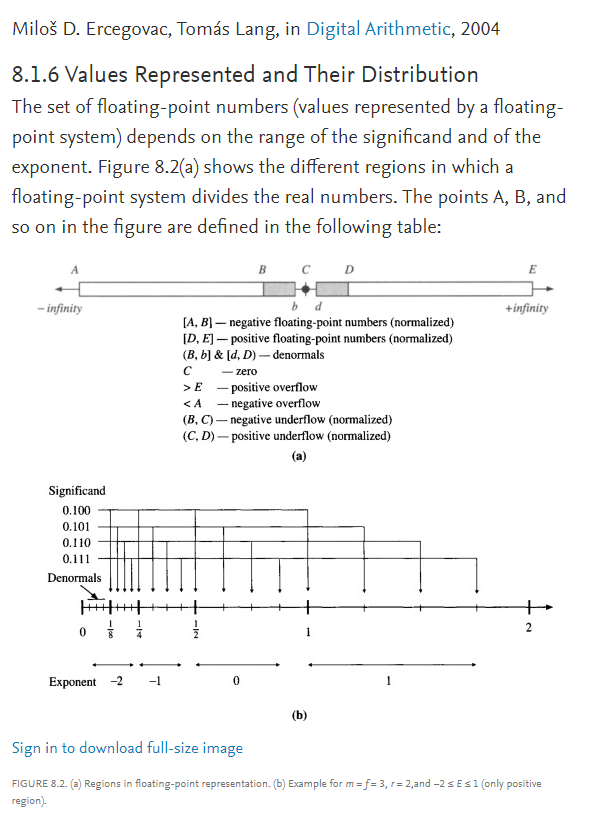 Miloš D. Ercegovac, Tomás Lang, in Digital Arithmetic, 2004
8.1.6 Values Represented and Their Distribution
The set of floating-point numbers (values represented by a floating-
point system) depends on the range of the significand and of the
exponent. Figure 8.2(a) shows the different regions in which a
floating-point system divides the real numbers. The points A, B, and
so on in the figure are defined in the following table:
A B C D E
– infinity b d +infinity
[A, B] — negative floating-point numbers (normalized)
[D, E] — positive floating-point numbers (normalized)
(B, b] & [d, D) — denormals
C — zero
> E — positive overflow
< A — negative overflow
(B, C) — negative underflow (normalized)
(C, D) — positive underflow (normalized)
(a)
Significand
0.100
0.101
0.110
0.111
Denormals
0 1/8 1/4 1/2 1 2
Exponent –2 –1 0 1
(b)
Sign in to download full-size image
FIGURE 8.2. (a) Regions in floating-point representation. (b) Example for m = f = 3, r = 2,and −2 ≤ E ≤ 1 (only positive
region).